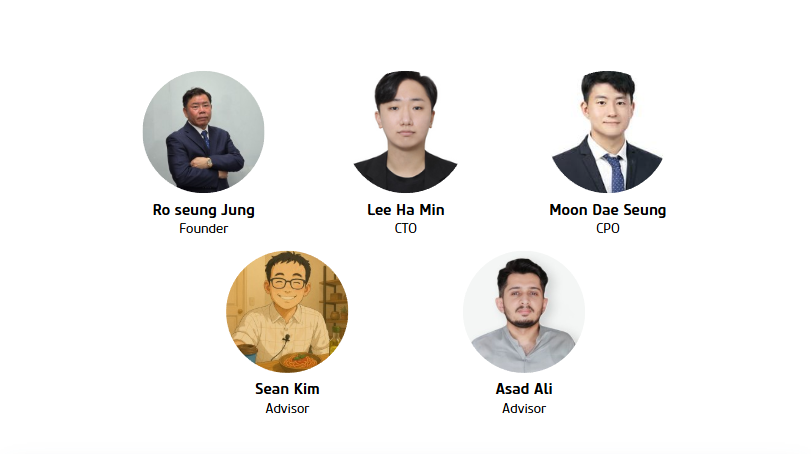 Ro seung Jung
Founder
Lee Ha Min
CTO
Moon Dae Seung
CPO
Sean Kim
Advisor
Asad Ali
Advisor